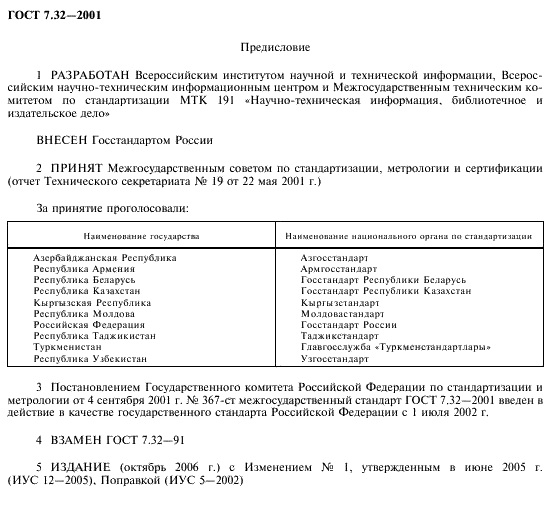 ГОСТ 7.32—2001
Предисловие
1 РАЗРАБОТАН Всероссийским институтом научной и технической информации, Всерос-
сийским научно-техническим информационным центром и Межгосударственным техническим ко-
митетом по стандартизации МТК 191 «Научно-техническая информация, библиотечное и
издательское дело»
ВНЕСЕН Госстандартом России
2 ПРИНЯТ Межгосударственным советом по стандартизации, метрологии и сертификации
(отчет Технического секретариата № 19 от 22 мая 2001 г.)
За принятие проголосовали:
Наименование государства Наименование национального органа по стандартизации
Азербайджанская Республика Азгосстандарт
Республика Армения Армгосстандарт
Республика Беларусь Госстандарт Республики Беларусь
Республика Казахстан Госстандарт Республики Казахстан
Кыргызская Республика Кыргызстандарт
Республика Молдова Молдовастандарт
Российская Федерация Госстандарт России
Республика Таджикистан Таджикстандарт
Туркменистан Главгосслужба «Туркменстандартлары»
Республика Узбекистан Узгосстандарт
3 Постановлением Государственного комитета Российской Федерации по стандартизации и
метрологии от 4 сентября 2001 г. № 367-ст межгосударственный стандарт ГОСТ 7.32—2001 введен в
действие в качестве государственного стандарта Российской Федерации с 1 июля 2002 г.
4 ВЗАМЕН ГОСТ 7.32—91
5 ИЗДАНИЕ (октябрь 2006 г.) с Изменением № 1, утвержденным в июне 2005 г.
(ИУС 12—2005), Поправкой (ИУС 5—2002)